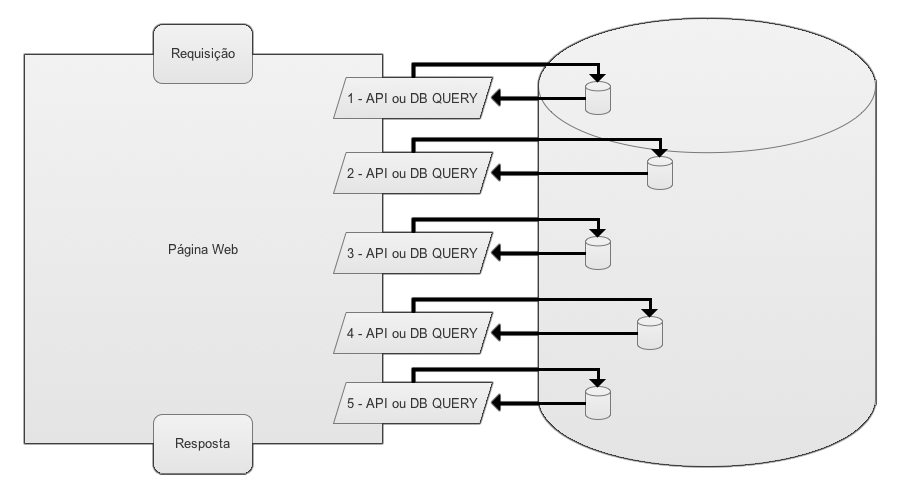 Requisição
1 - API ou DB QUERY
2 - API ou DB QUERY
Página Web
3 - API ou DB QUERY
4 - API ou DB QUERY
5 - API ou DB QUERY
Resposta